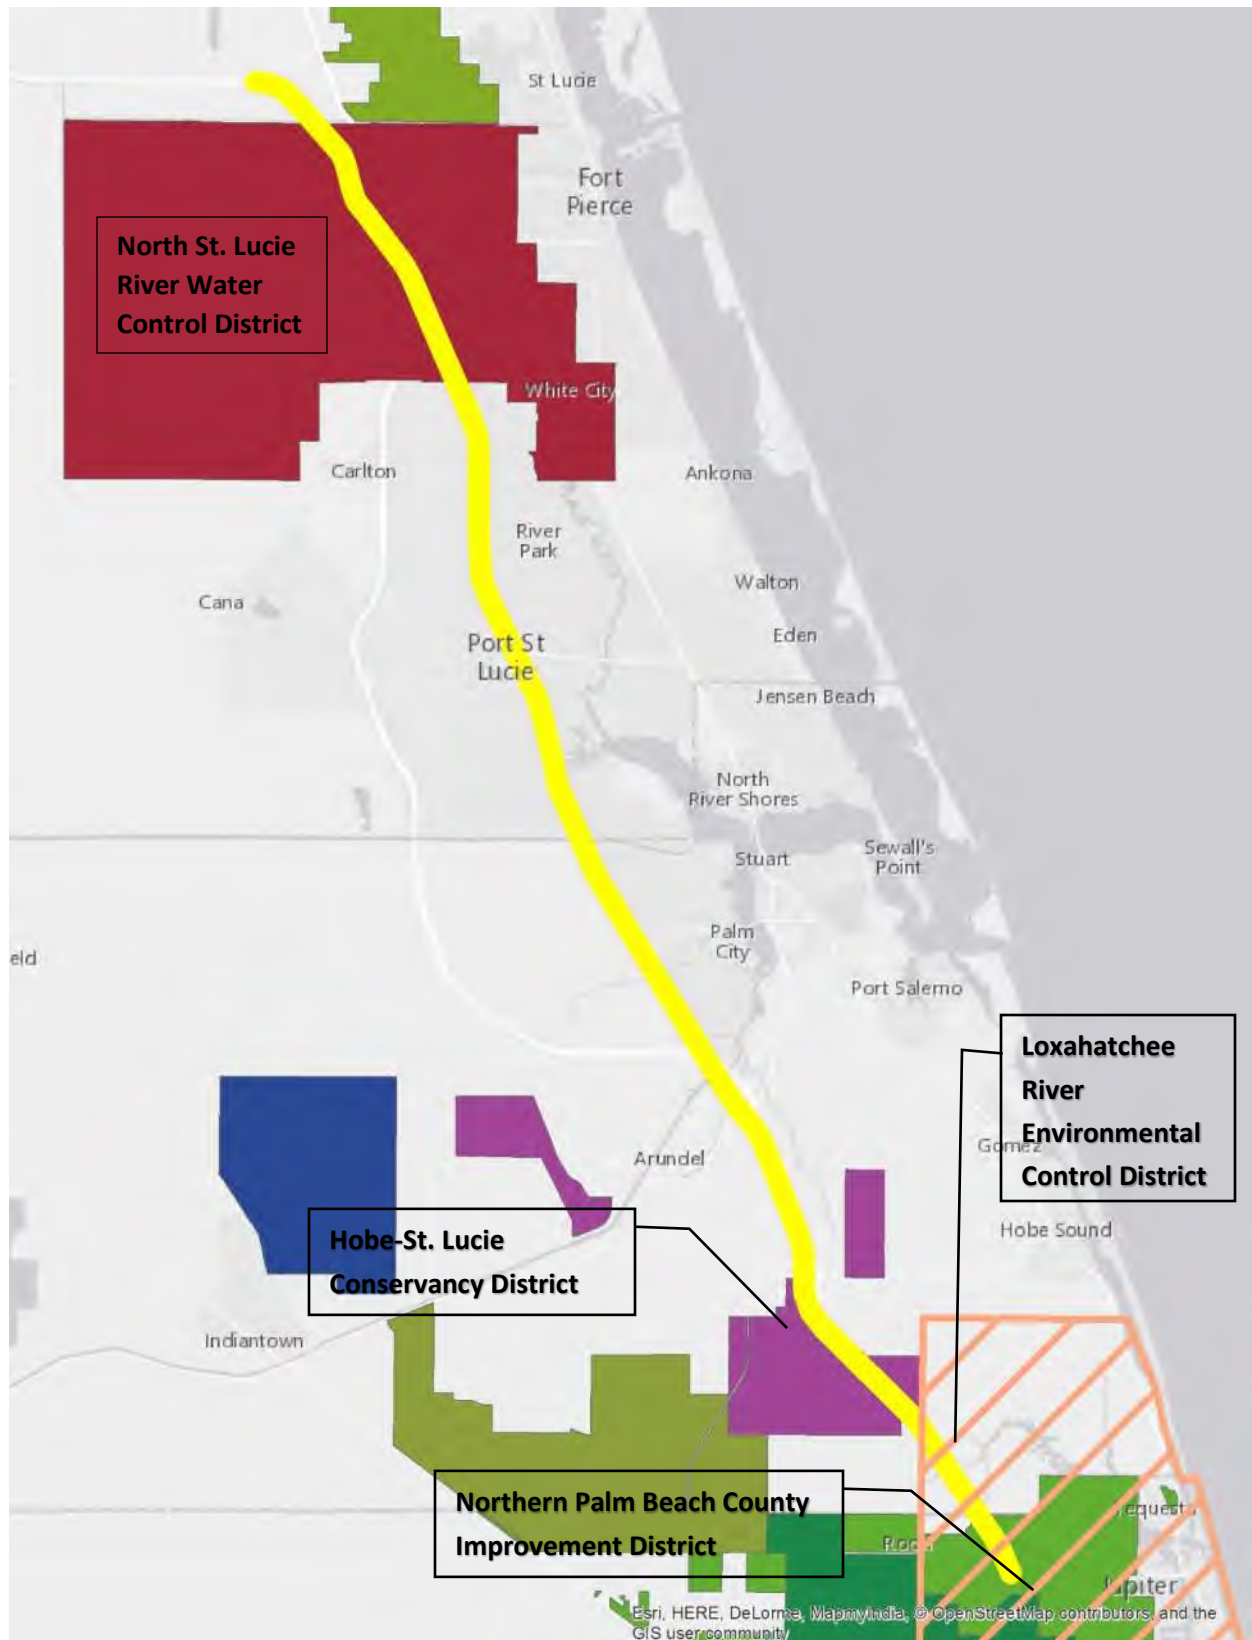 St Lucie
Fort
Pierce
North St. Lucie
River Water
Control District
White City
Carlton
Ankona
River
Park
Walton
Cana
Eden
Port St
Lucie
Jensen Beach
North
River Shores
Stuart
Sewall's
Point
Palm
City
eld
Port Salerno
Loxahatchee
River
Environmental
Control District
Gomez
Arundel
Hobe Sound
Hobe-St. Lucie
Conservancy District
Indiantown
Northern Palm Beach County
Improvement District
equesta
Jupiter
Esri, HERE, DeLorme, MapmyIndia, © OpenStreetMap contributors, and the
GIS user community